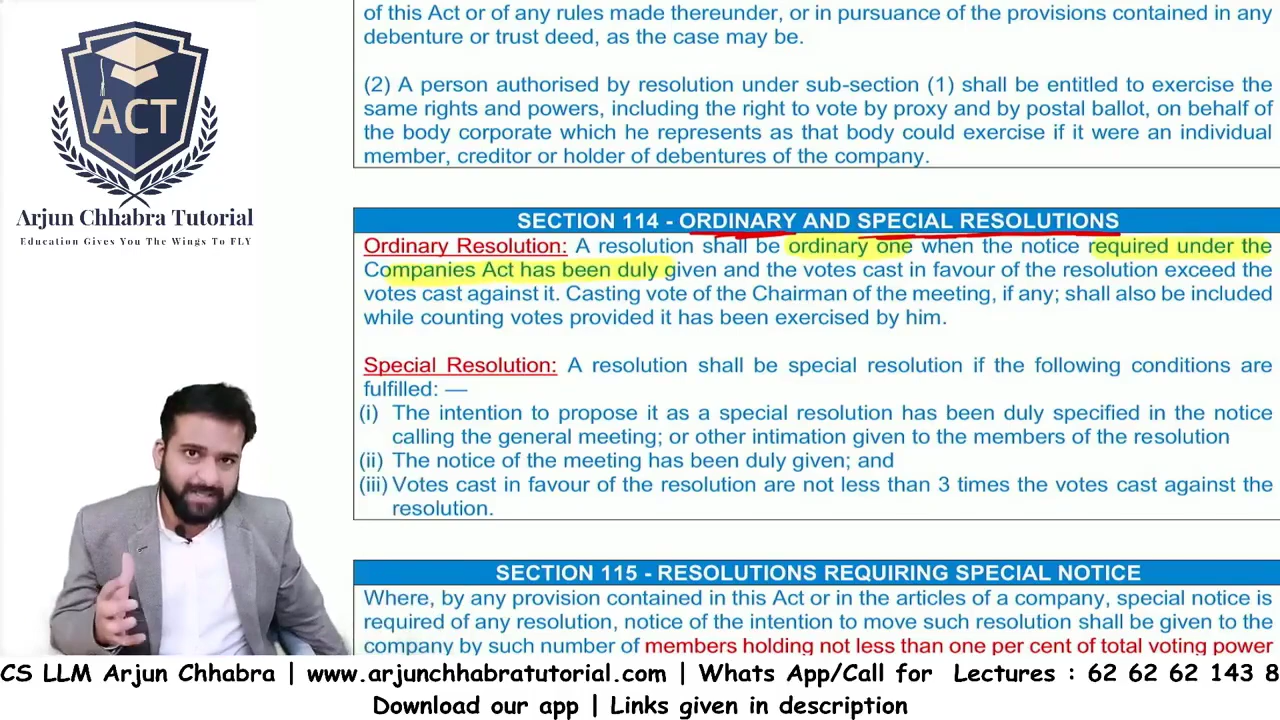 of this Act or of any rules made thereunder, or in pursuance of the provisions contained in any
debenture or trust deed, as the case may be.
(2) A person authorised by resolution under sub-section (1) shall be entitled to exercise the
same rights and powers, including the right to vote by proxy and by postal ballot, on behalf of
the body corporate which he represents as that body could exercise if it were an individual
member, creditor or holder of debentures of the company.
ACT
Arjun Chhabra Tutorial
Education Gives You The Wings To FLY
SECTION 114 - ORDINARY AND SPECIAL RESOLUTIONS
Ordinary Resolution: A resolution shall be ordinary one when the notice required under the
Companies Act has been duly given and the votes cast in favour of the resolution exceed the
votes cast against it. Casting vote of the Chairman of the meeting, if any; shall also be included
while counting votes provided it has been exercised by him.
Special Resolution: A resolution shall be special resolution if the following conditions are
fulfilled: —
(i) The intention to propose it as a special resolution has been duly specified in the notice
calling the general meeting; or other intimation given to the members of the resolution
(ii) The notice of the meeting has been duly given; and
(iii) Votes cast in favour of the resolution are not less than 3 times the votes cast against the
resolution.
SECTION 115 - RESOLUTIONS REQUIRING SPECIAL NOTICE
Where, by any provision contained in this Act or in the articles of a company, special notice is
required of any resolution, notice of the intention to move such resolution shall be given to the
company by such number of members holding not less than one per cent of total voting power
CS LLM Arjun Chhabra | www.arjunchhabratutorial.com | Whats App/Call for Lectures : 62 62 62 143 8
Download our app | Links given in description